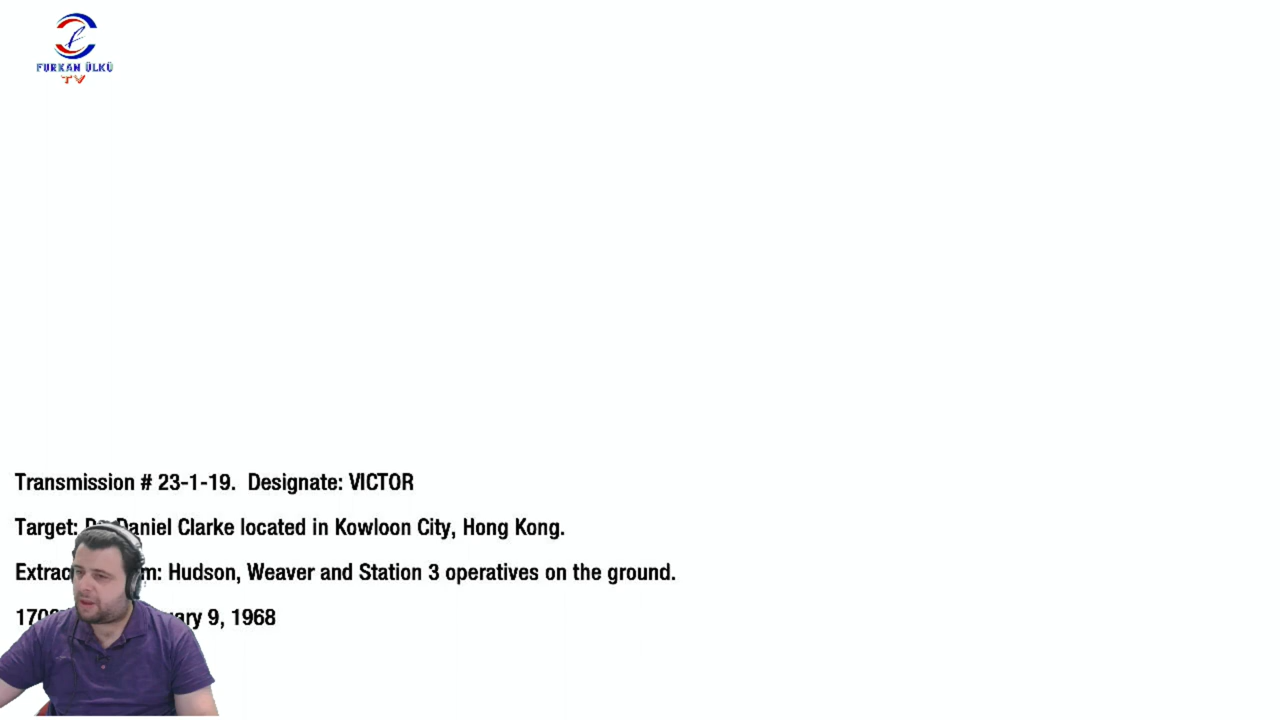 FURKAN ÜLKÜ
TV
Transmission # 23-1-19. Designate: VICTOR
Target: Daniel Clarke located in Kowloon City, Hong Kong.
Hudson, Weaver and Station 3 operatives on the ground.
9, 1968